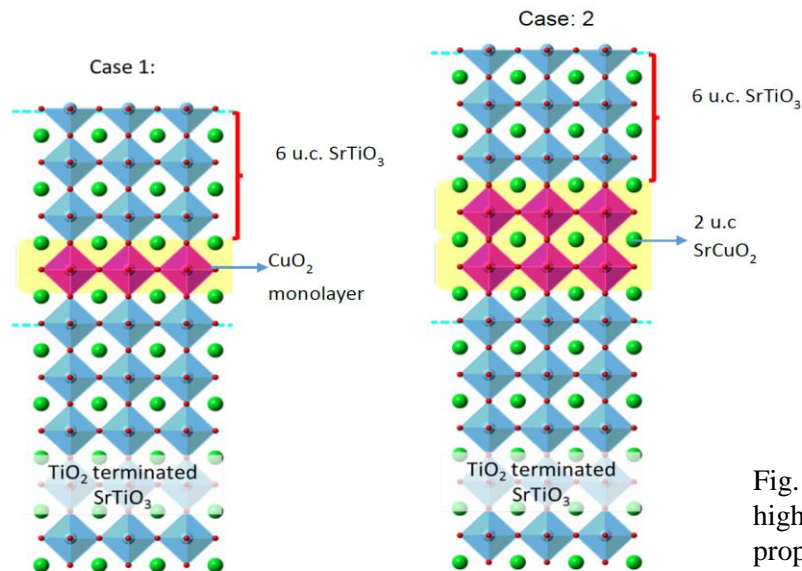 Case 1:
6 u.c. SrTiO₃
CuO₂
monolayer
TiO₂ terminated
SrTiO₃
Case: 2
6 u.c. SrTiO₃
2 u.c
SrCuO₂
TiO₂ terminated
SrTiO₃
Fig.
high
prop